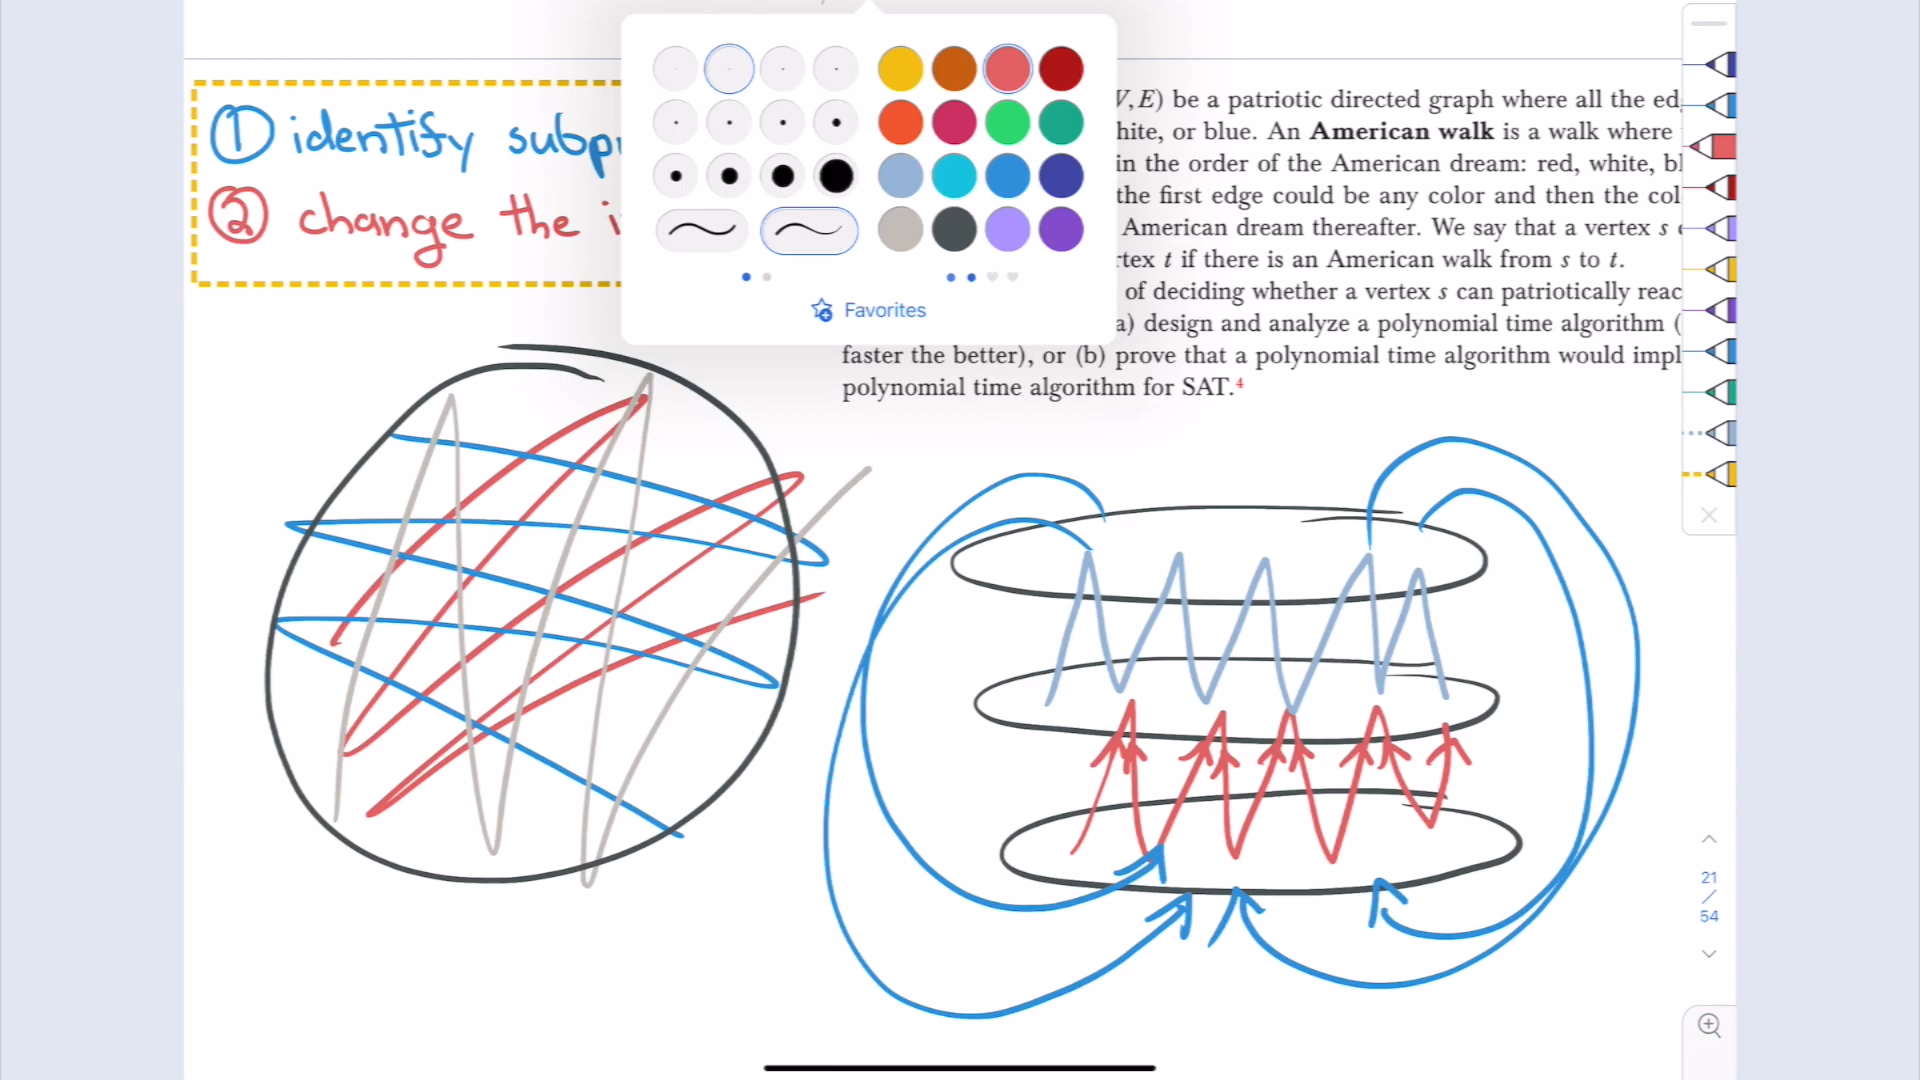 ① identify subp
② change the i
V, E) be a patriotic directed graph where all the ed
hite, or blue. An American walk is a walk where
in the order of the American dream: red, white, bl
the first edge could be any color and then the col
American dream thereafter. We say that a vertex s
tex t if there is an American walk from s to t.
of deciding whether a vertex s can patriotically reac
a) design and analyze a polynomial time algorithm (
faster the better), or (b) prove that a polynomial time algorithm would impl
polynomial time algorithm for SAT.4
Favorites
21
/
54